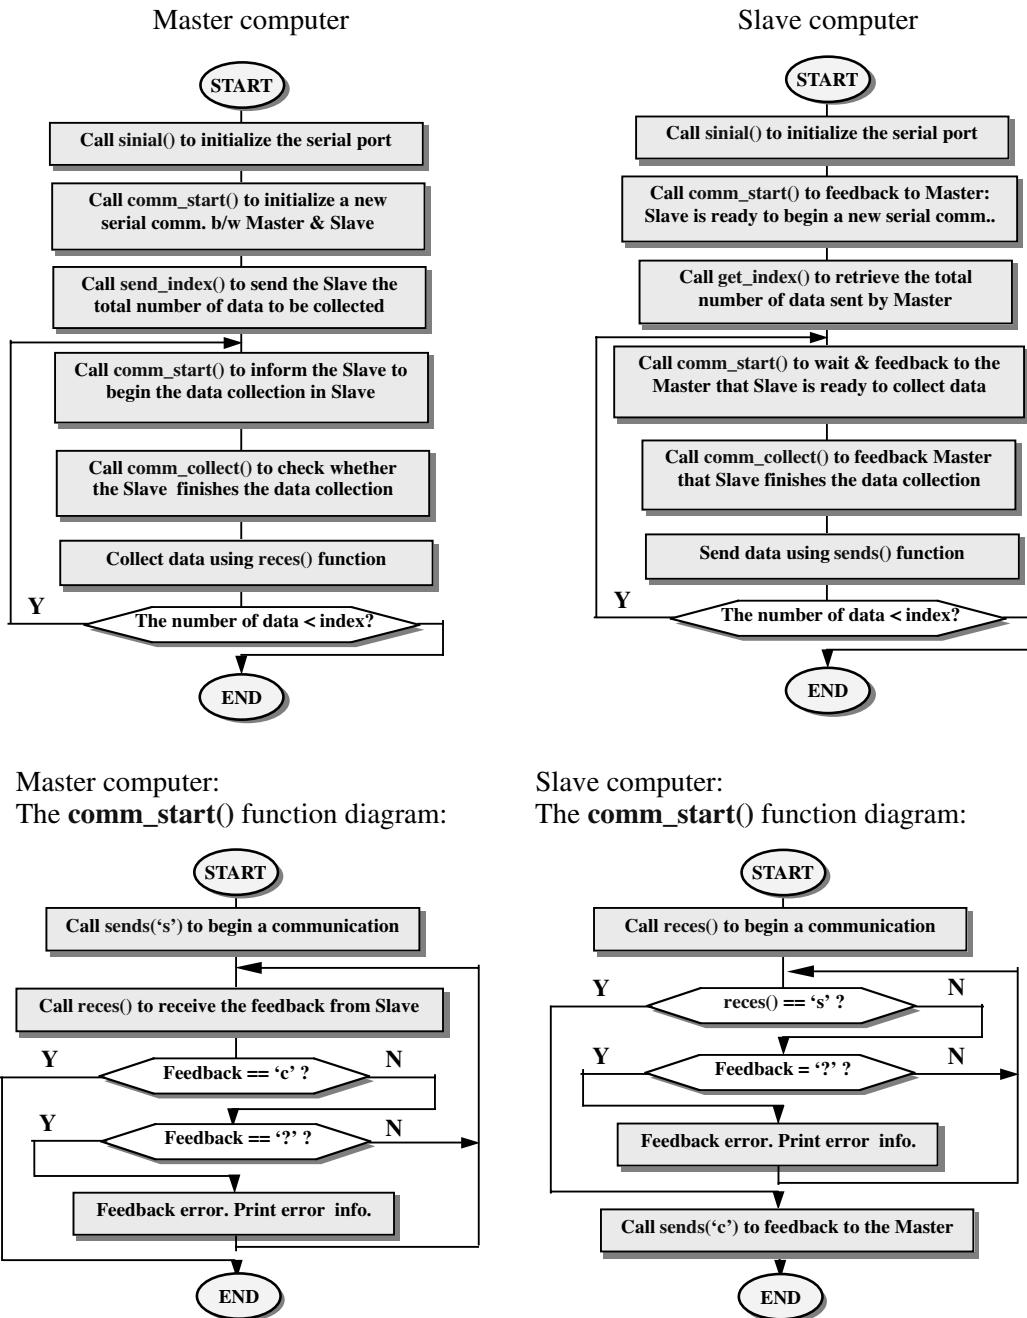 Master computer
START
Call sinial() to initialize the serial port
Call comm_start() to initialize a new
serial comm. b/w Master & Slave
Call send_index() to send the Slave the
total number of data to be collected
Call comm_start() to inform the Slave to
begin the data collection in Slave
Call comm_collect() to check whether
the Slave finishes the data collection
Collect data using reces() function
Y
The number of data < index?
END
Slave computer
START
Call sinial() to initialize the serial port
Call comm_start() to feedback to Master:
Slave is ready to begin a new serial comm..
Call get_index() to retrieve the total
number of data sent by Master
Call comm_start() to wait & feedback to the
Master that Slave is ready to collect data
Call comm_collect() to feedback Master
that Slave finishes the data collection
Send data using sends() function
Y
The number of data < index?
END
Master computer:
The comm_start() function diagram:
START
Call sends(‘s’) to begin a communication
Call reces() to receive the feedback from Slave
Y
Feedback == ‘c’ ?
N
Y
Feedback == ‘?’ ?
N
Feedback error. Print error info.
END
Slave computer:
The comm_start() function diagram:
START
Call reces() to begin a communication
Y
reces() == ‘s’ ?
N
Y
Feedback = ‘?’ ?
N
Feedback error. Print error info.
Call sends(‘c’) to feedback to the Master
END